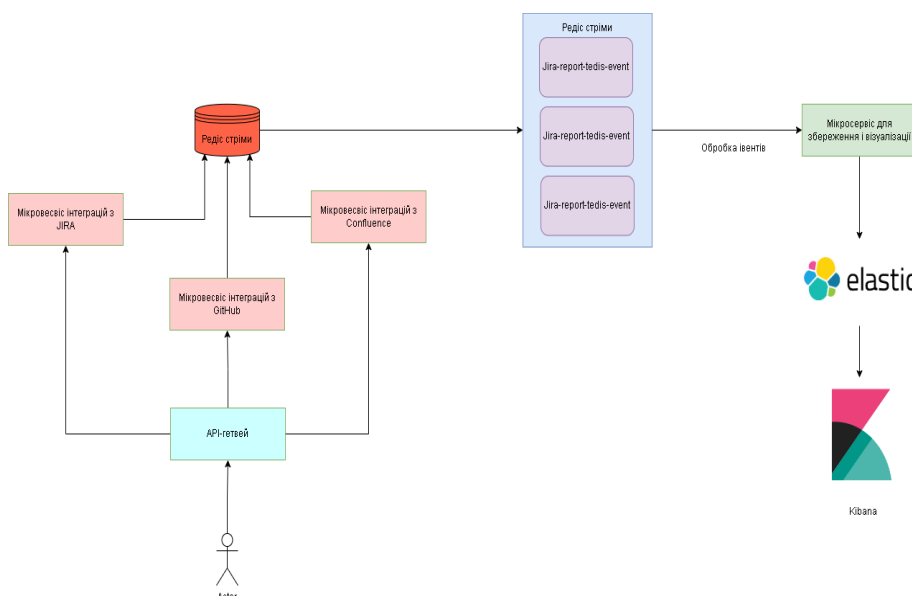 Редіс стріми
Jira-report-tedis-event
Jira-report-tedis-event
Jira-report-tedis-event
Редіс стріми
Обробка івентів
Мікросервіс для
збереження і візуалізації
Мікровесвіс інтеграцій з
JIRA
Мікровесвіс інтеграцій з
Confluence
Мікровесвіс інтеграцій з
GitHub
elastic
API-гетвей
Kibana
Actor